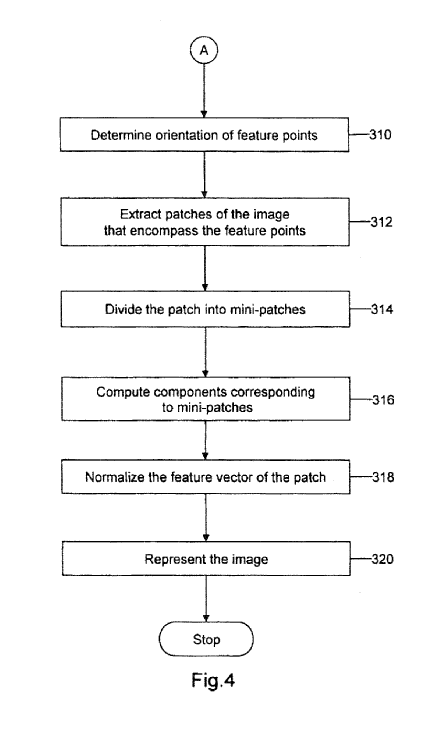 A
Determine orientation of feature points
310
Extract patches of the image
that encompass the feature points
312
Divide the patch into mini-patches
314
Compute components corresponding
to mini-patches
316
Normalize the feature vector of the patch
318
Represent the image
320
Stop
Fig.4